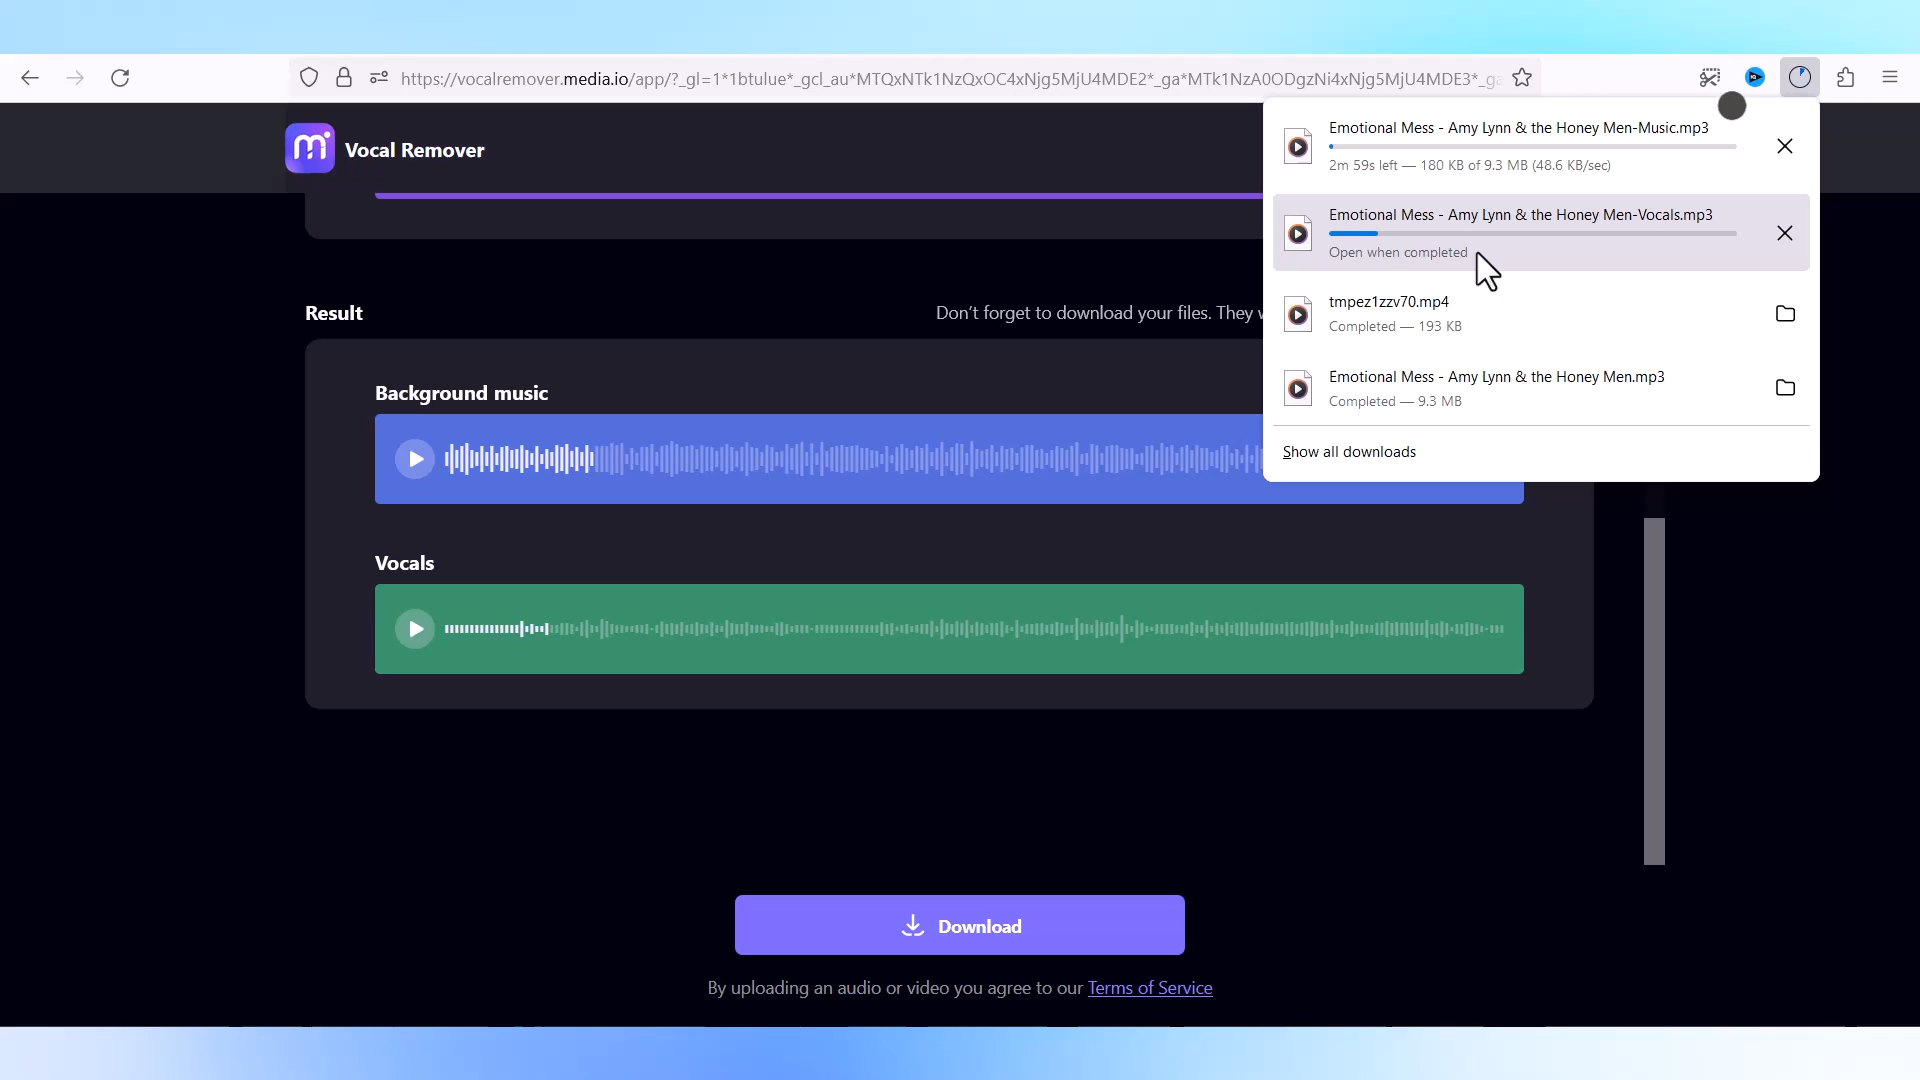 https://vocalremover.media.io/app/?_gl=1*1btulue*_gcl_au*MTQxNTk1NzQxOC4xNjg5MjU4MDE2*_ga*MTk1NzA0ODgzNi4xNjg5MjU4MDE3*_ga
Vocal Remover
Emotional Mess - Amy Lynn & the Honey Men-Music.mp3
2m 59s left — 180 KB of 9.3 MB (48.6 KB/sec)
Emotional Mess - Amy Lynn & the Honey Men-Vocals.mp3
Open when completed
tmpez1zzv70.mp4
Completed — 193 KB
Emotional Mess - Amy Lynn & the Honey Men.mp3
Completed — 9.3 MB
Show all downloads
Result
Don't forget to download your files. They
Background music
Vocals
Download
By uploading an audio or video you agree to our Terms of Service